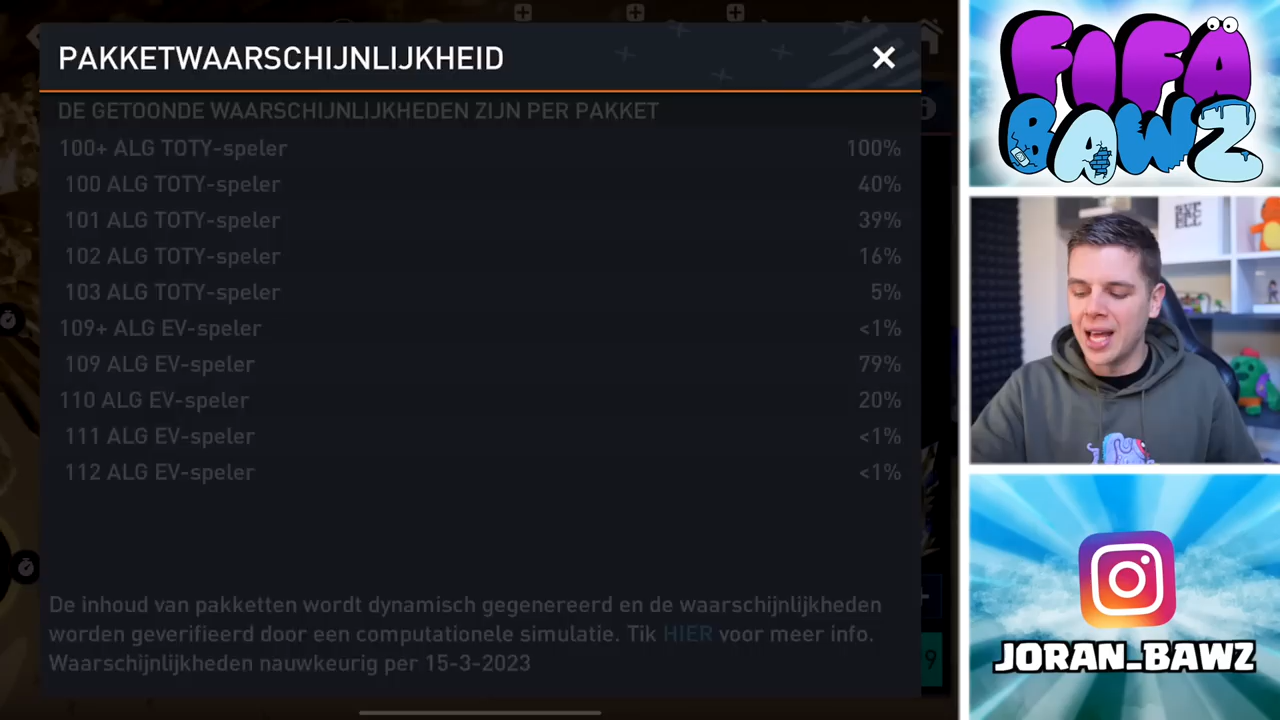 PAKKETWAARSCHIJNLIJKHEID
DE GETOONDE WAARSCHIJNLIJKHEDEN ZIJN PER PAKKET
100+ ALG TOTY-speler 100%
100 ALG TOTY-speler 40%
101 ALG TOTY-speler 39%
102 ALG TOTY-speler 16%
103 ALG TOTY-speler 5%
109+ ALG EV-speler <1%
109 ALG EV-speler 79%
110 ALG EV-speler 20%
111 ALG EV-speler <1%
112 ALG EV-speler <1%
De inhoud van pakketten wordt dynamisch gegenereerd en de waarschijnlijkheden
worden geverifieerd door een computationele simulatie. Tik HIER voor meer info.
Waarschijnlijkheden nauwkeurig per 15-3-2023
9
FIFA
BAWZ
JORAN_BAWZ